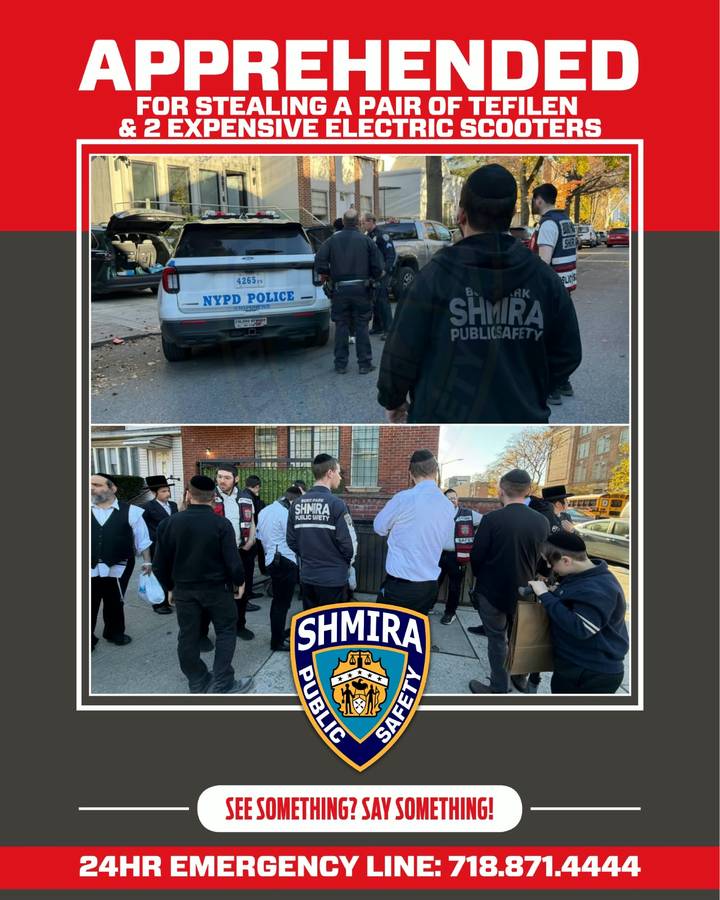 APPREHENDED
FOR STEALING A PAIR OF TEFILEN
& 2 EXPENSIVE ELECTRIC SCOOTERS
4265
NYPD POLICE
SHMIRA
PUBLIC SAFETY
SHMIRA
PUBLIC SAFETY
SHMIRA
PUBLIC SAFETY
SEE SOMETHING? SAY SOMETHING!
24HR EMERGENCY LINE: 718.871.4444